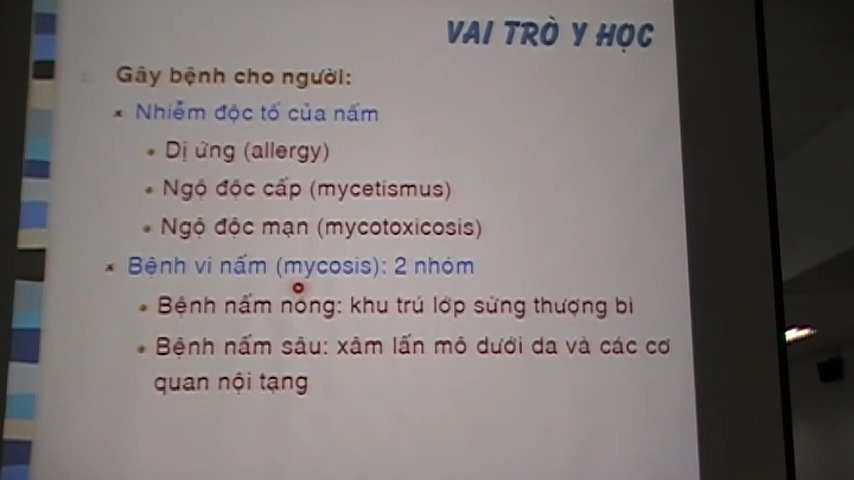 VAI TRÒ Y HỌC
Gây bệnh cho người:
× Nhiễm độc tố của nấm
• Dị ứng (allergy)
• Ngộ độc cấp (mycetismus)
• Ngộ độc mạn (mycotoxicosis)
× Bệnh vi nấm (mycosis): 2 nhóm
• Bệnh nấm nông: khu trú lớp sừng thượng bì
• Bệnh nấm sâu: xâm lấn mô dưới da và các cơ
quan nội tạng